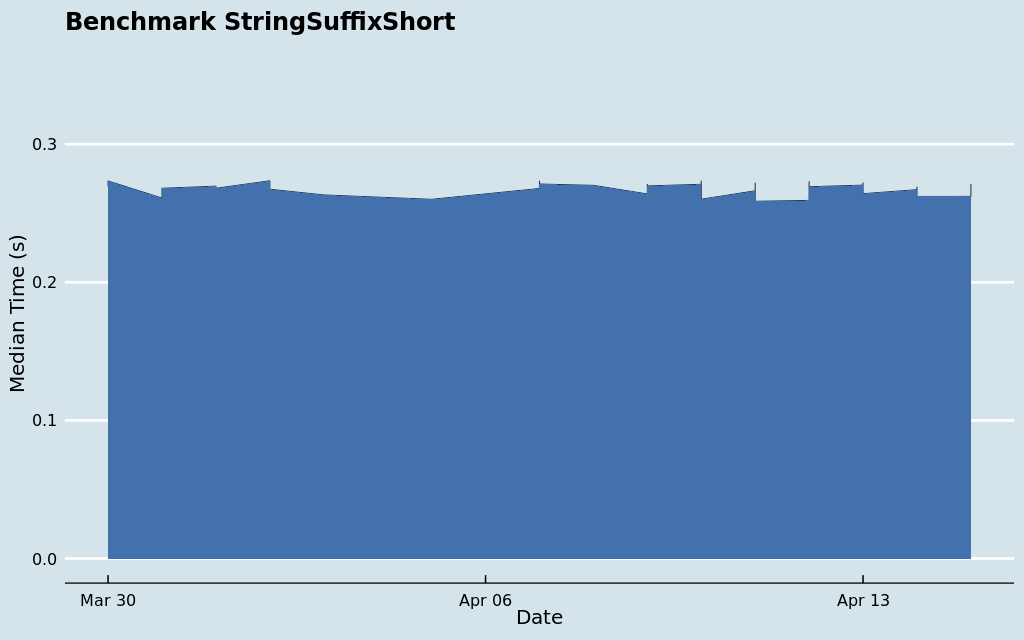 Benchmark StringSuffixShort
0.3
0.2
0.1
0.0
Median Time (s)
Mar 30
Apr 06
Apr 13
Date